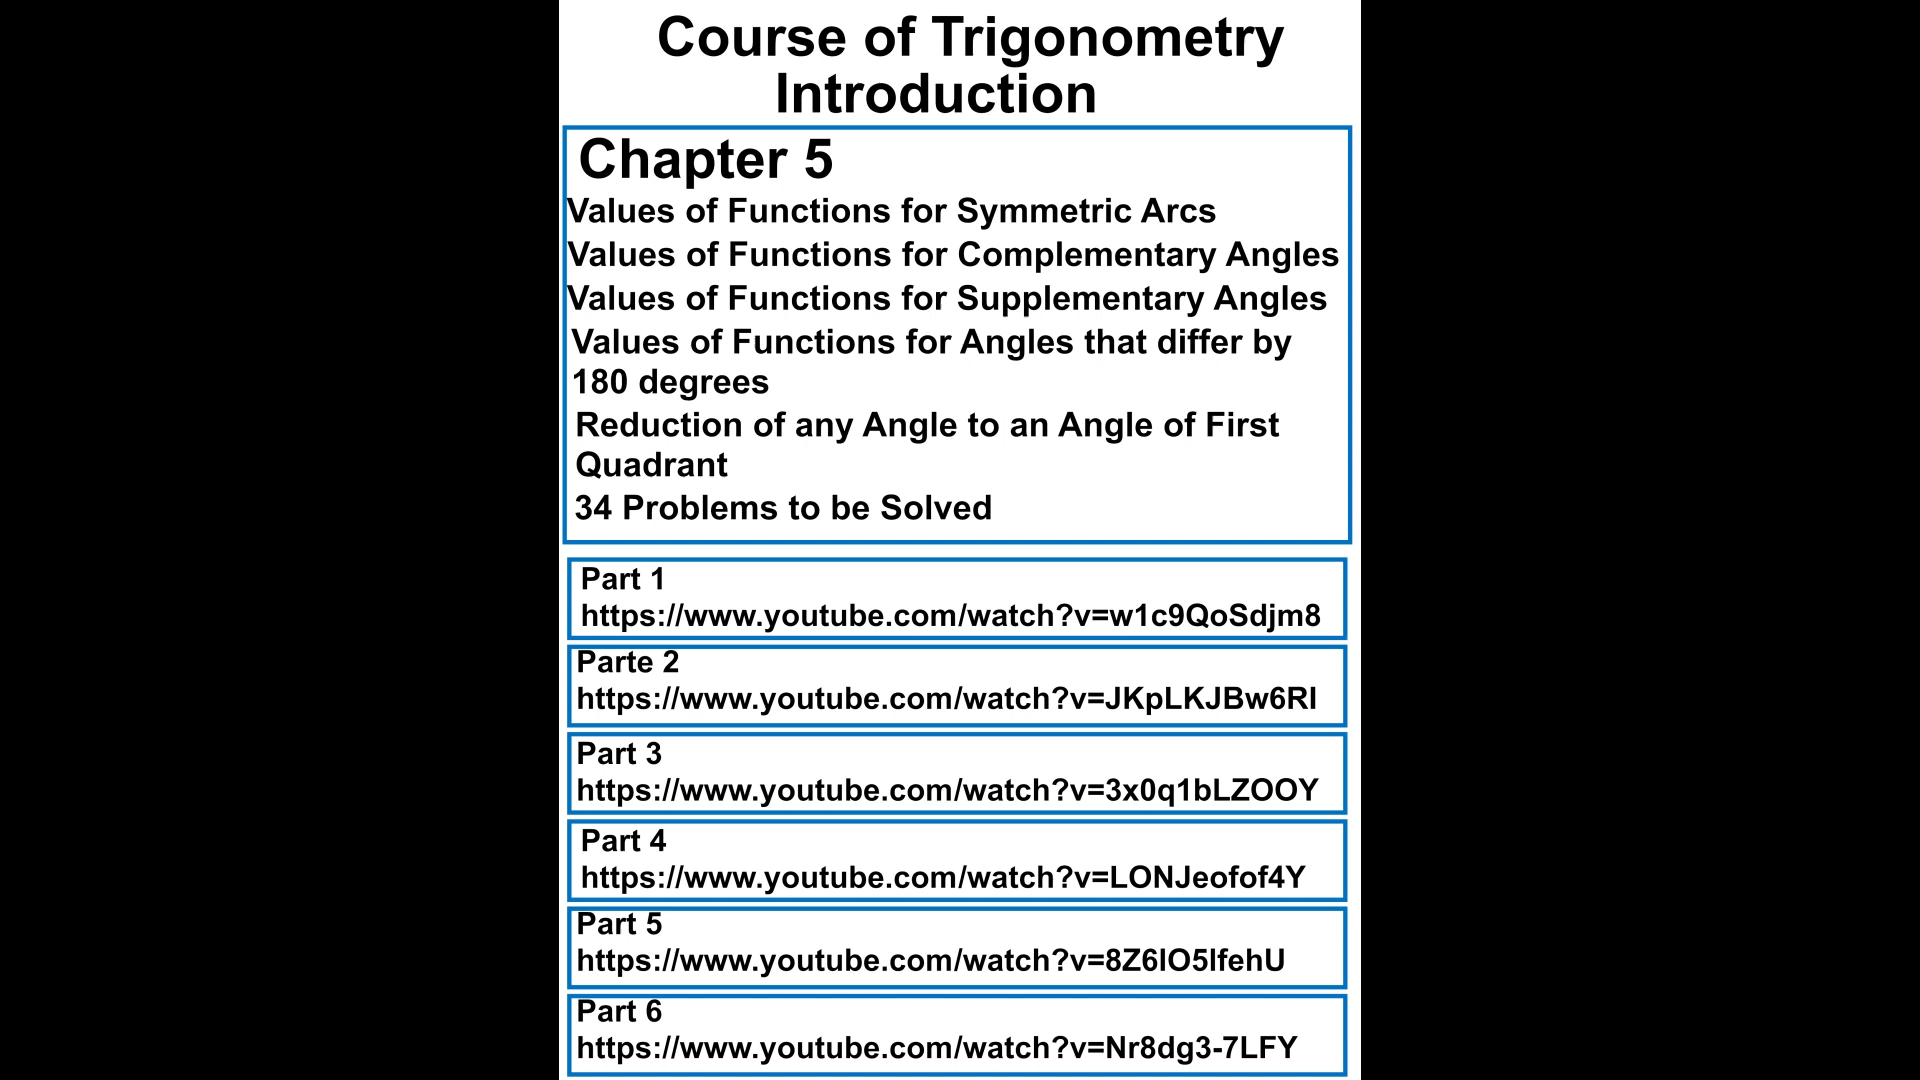 Course of Trigonometry
Introduction
Chapter 5
Values of Functions for Symmetric Arcs
Values of Functions for Complementary Angles
Values of Functions for Supplementary Angles
Values of Functions for Angles that differ by
180 degrees
Reduction of any Angle to an Angle of First
Quadrant
34 Problems to be Solved
Part 1
https://www.youtube.com/watch?v=w1c9QoSdjm8
Parte 2
https://www.youtube.com/watch?v=JKpLKJBw6RI
Part 3
https://www.youtube.com/watch?v=3x0q1bLZOOY
Part 4
https://www.youtube.com/watch?v=LONJeofof4Y
Part 5
https://www.youtube.com/watch?v=8Z6lO5lfehU
Part 6
https://www.youtube.com/watch?v=Nr8dg3-7LFY